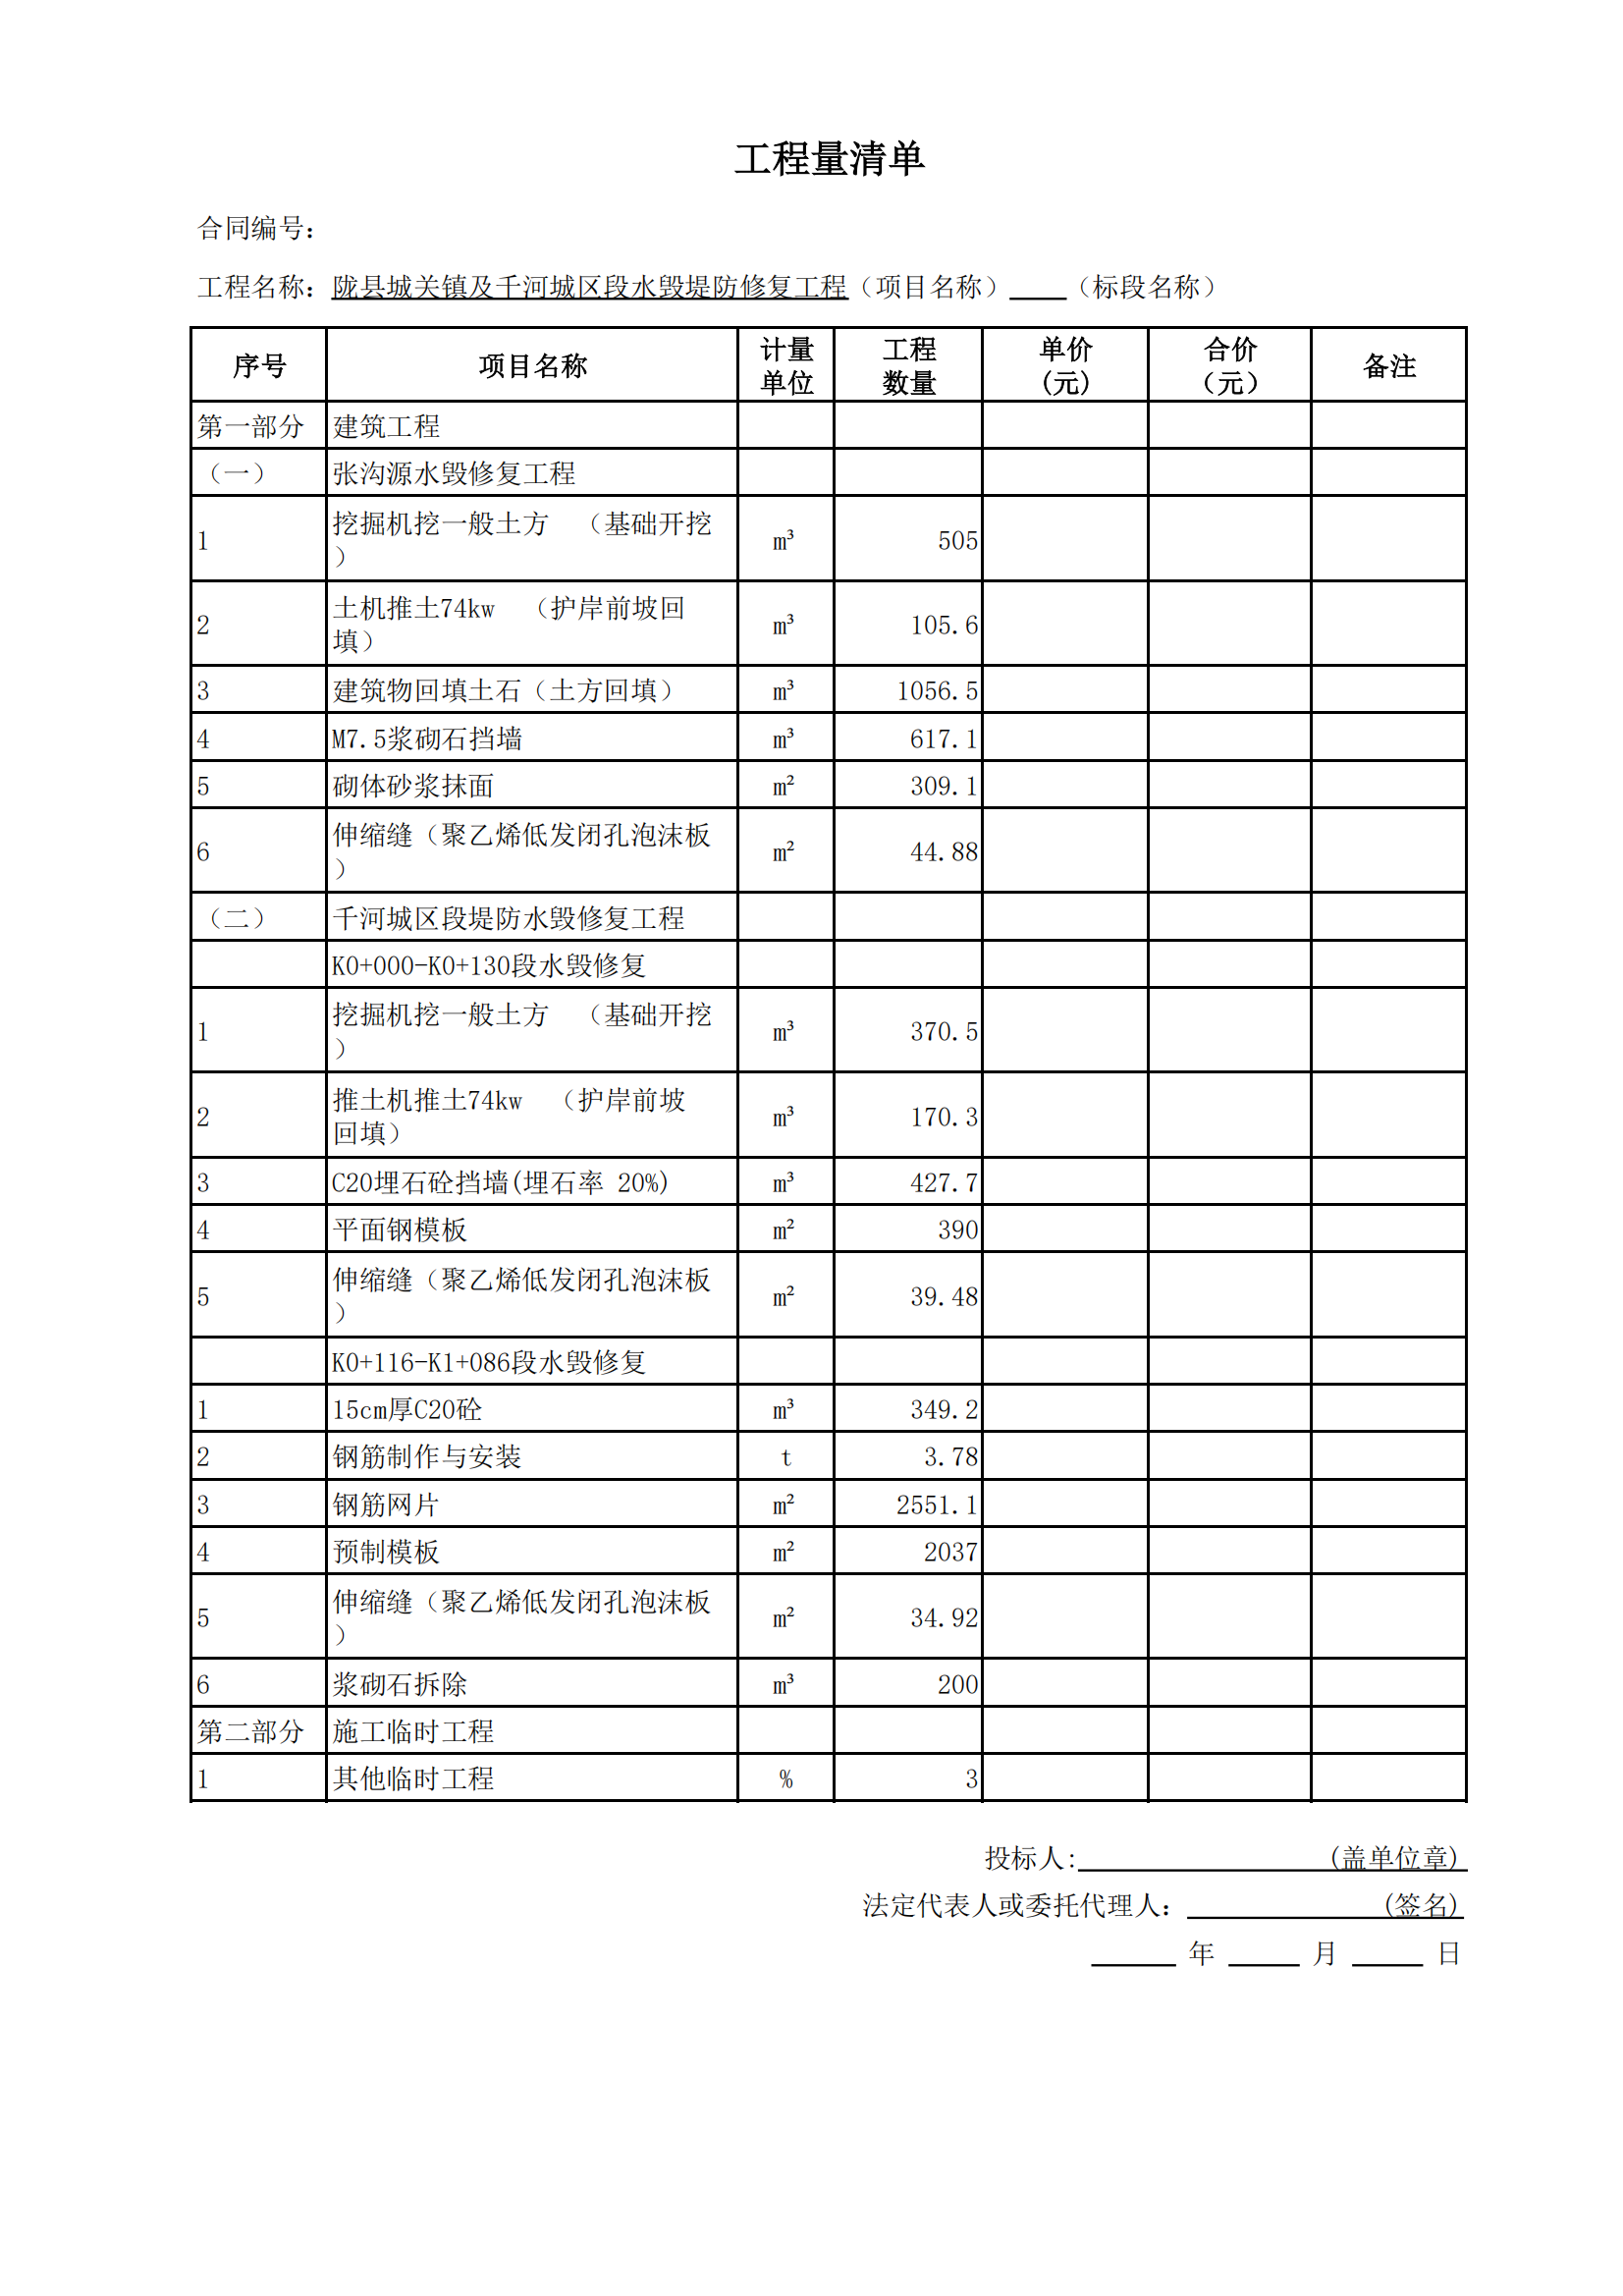 工程量清单
合同编号：
工程名称：陇县城关镇及千河城区段水毁堤防修复工程（项目名称）____（标段名称）
序号 项目名称 计量单位 工程数量 单价(元) 合价（元） 备注
第一部分 建筑工程
（一） 张沟源水毁修复工程
1 挖掘机挖一般土方 （基础开挖） m³ 505
2 土机推土74kw （护岸前坡回填） m³ 105.6
3 建筑物回填土石（土方回填） m³ 1056.5
4 M7.5浆砌石挡墙 m³ 617.1
5 砌体砂浆抹面 m² 309.1
6 伸缩缝（聚乙烯低发闭孔泡沫板） m² 44.88
（二） 千河城区段堤防水毁修复工程
K0+000-K0+130段水毁修复
1 挖掘机挖一般土方 （基础开挖） m³ 370.5
2 推土机推土74kw （护岸前坡回填） m³ 170.3
3 C20埋石砼挡墙(埋石率 20%) m³ 427.7
4 平面钢模板 m² 390
5 伸缩缝（聚乙烯低发闭孔泡沫板） m² 39.48
K0+116-K1+086段水毁修复
1 15cm厚C20砼 m³ 349.2
2 钢筋制作与安装 t 3.78
3 钢筋网片 m² 2551.1
4 预制模板 m² 2037
5 伸缩缝（聚乙烯低发闭孔泡沫板） m² 34.92
6 浆砌石拆除 m³ 200
第二部分 施工临时工程
1 其他临时工程 % 3
投标人:                (盖单位章)
法定代表人或委托代理人：            (签名)
____ 年 ____ 月 ____ 日